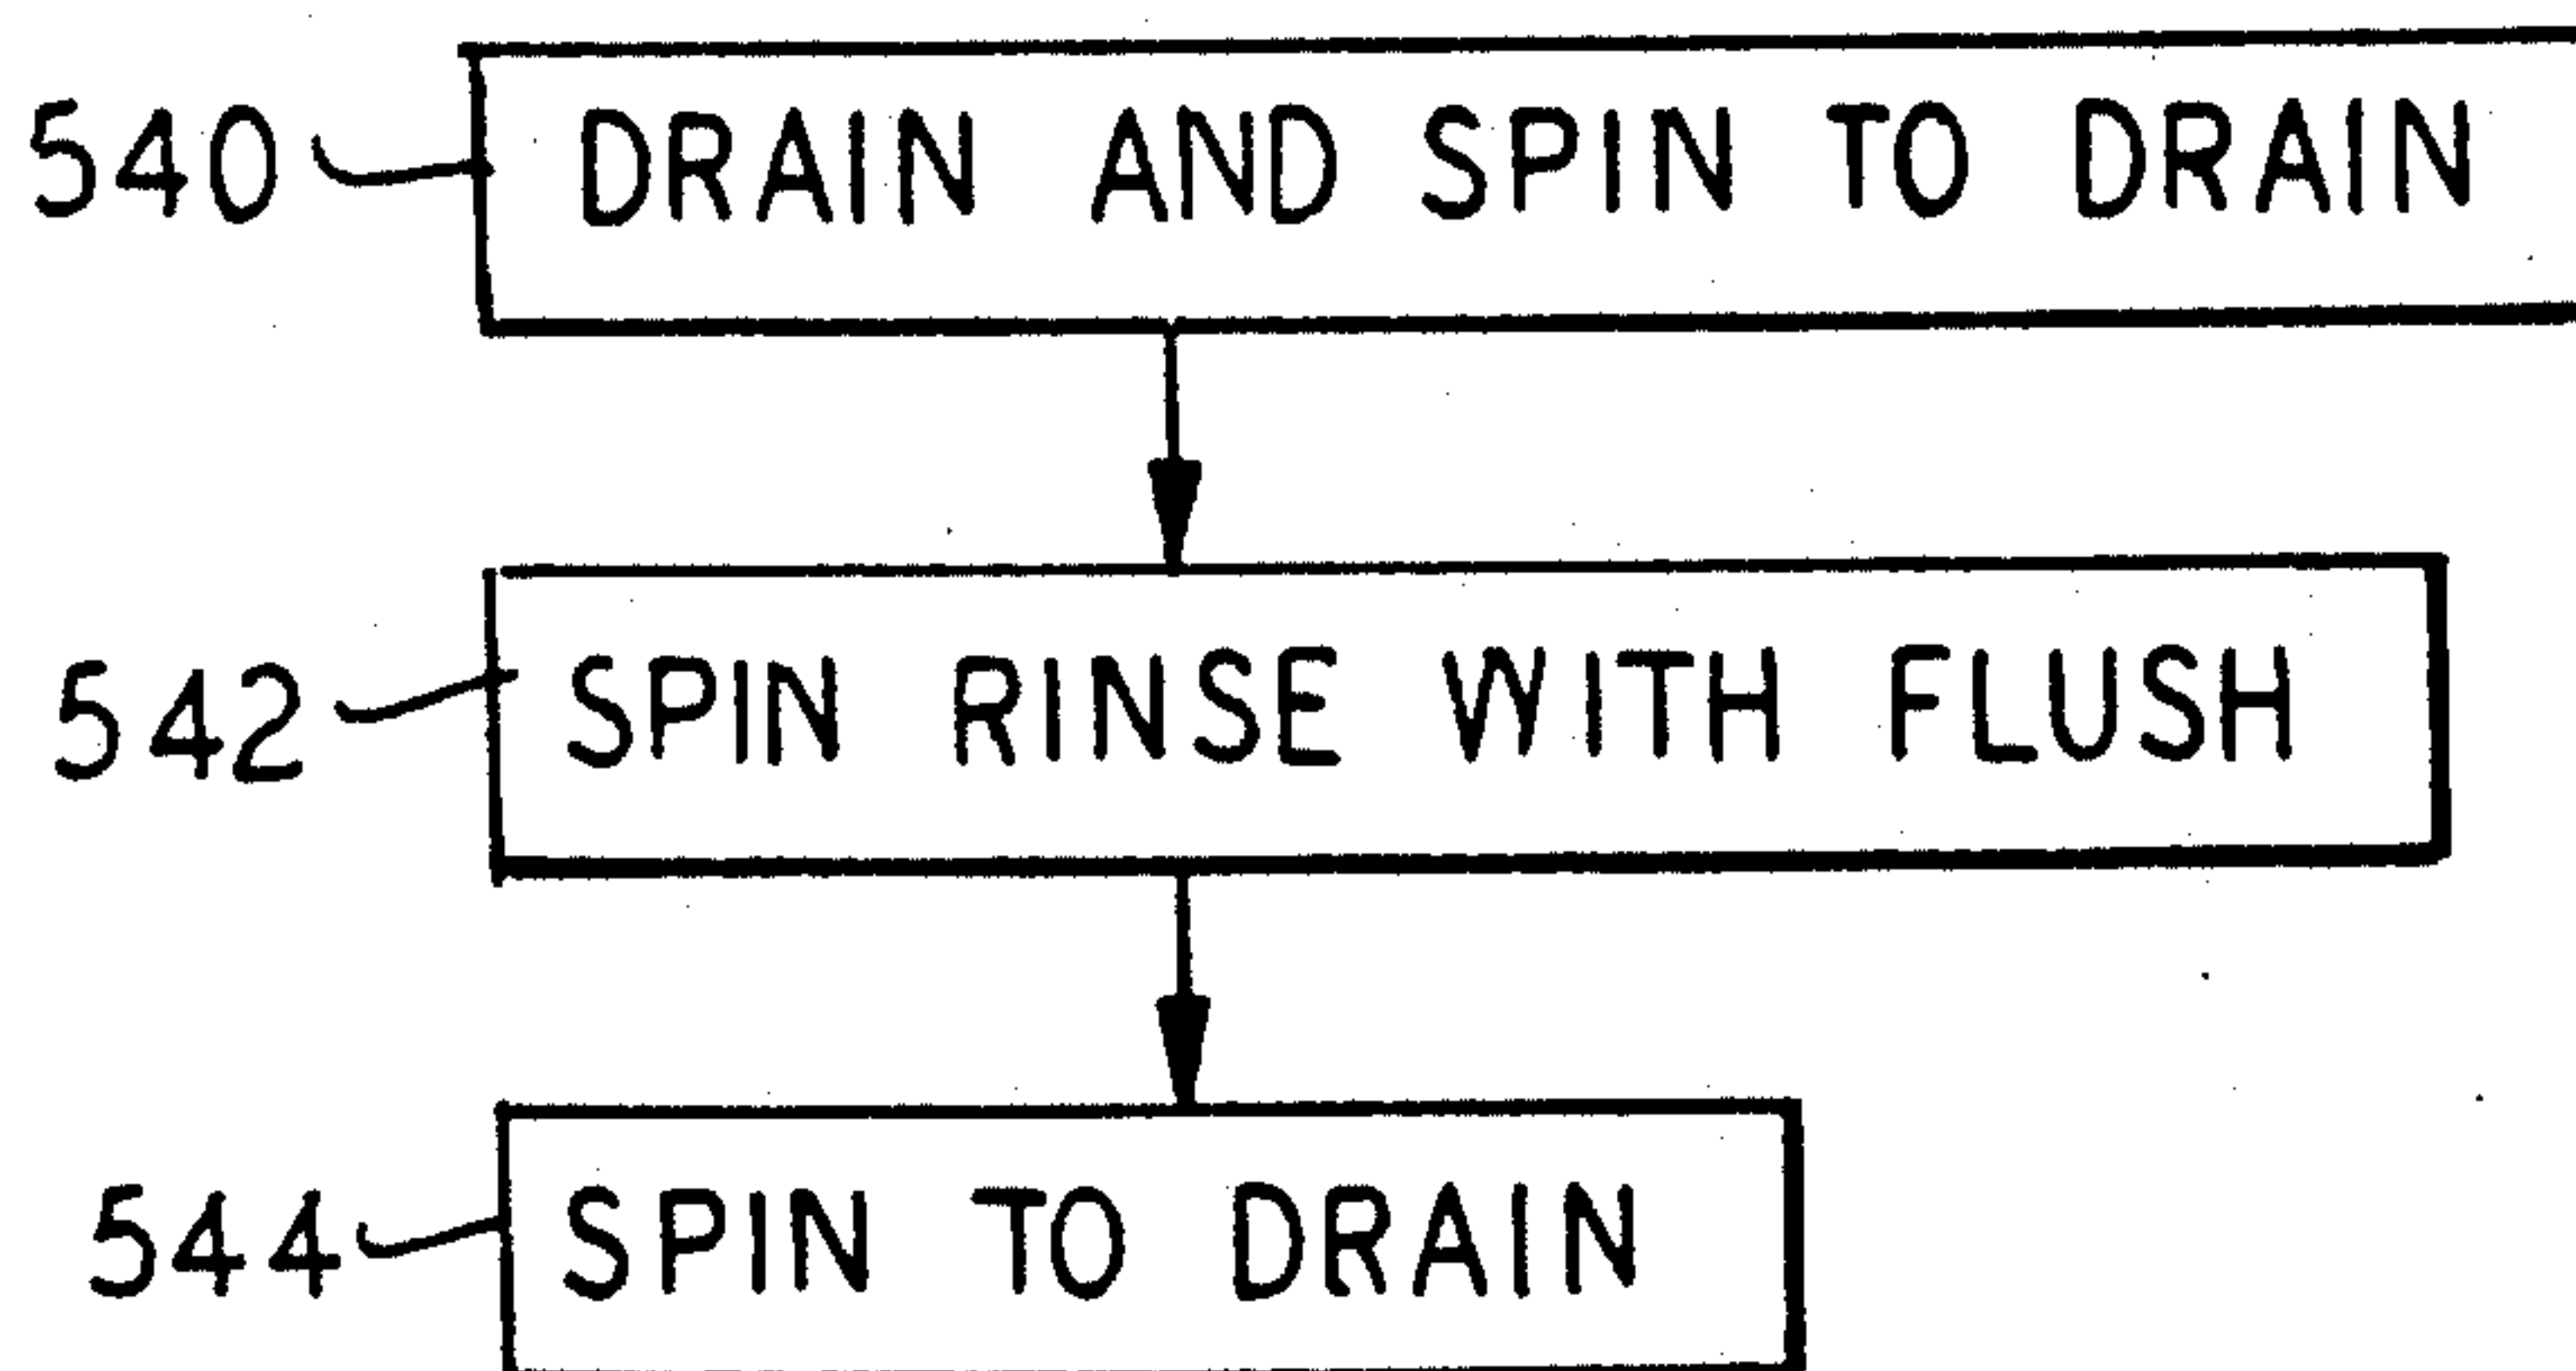 540 DRAIN AND SPIN TO DRAIN
542 SPIN RINSE WITH FLUSH
544 SPIN TO DRAIN